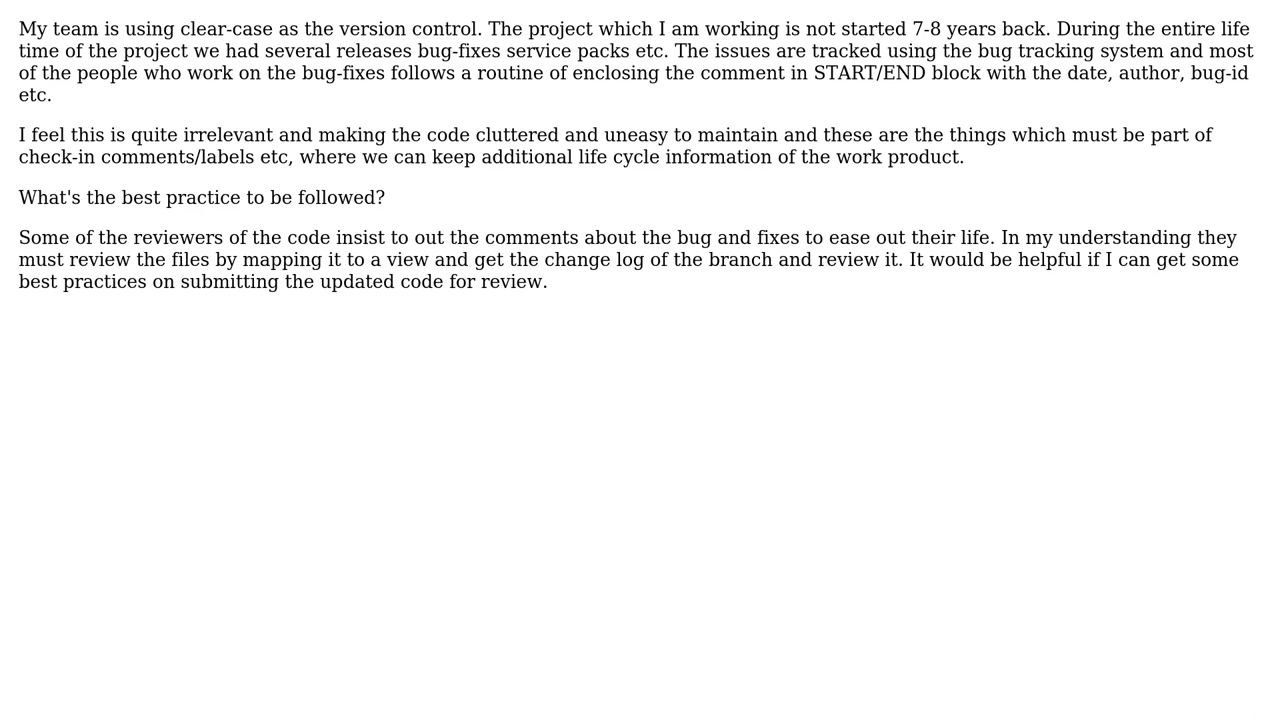 My team is using clear-case as the version control. The project which I am working is not started 7-8 years back. During the entire life
time of the project we had several releases bug-fixes service packs etc. The issues are tracked using the bug tracking system and most
of the people who work on the bug-fixes follows a routine of enclosing the comment in START/END block with the date, author, bug-id
etc.
I feel this is quite irrelevant and making the code cluttered and uneasy to maintain and these are the things which must be part of
check-in comments/labels etc, where we can keep additional life cycle information of the work product.
What's the best practice to be followed?
Some of the reviewers of the code insist to out the comments about the bug and fixes to ease out their life. In my understanding they
must review the files by mapping it to a view and get the change log of the branch and review it. It would be helpful if I can get some
best practices on submitting the updated code for review.